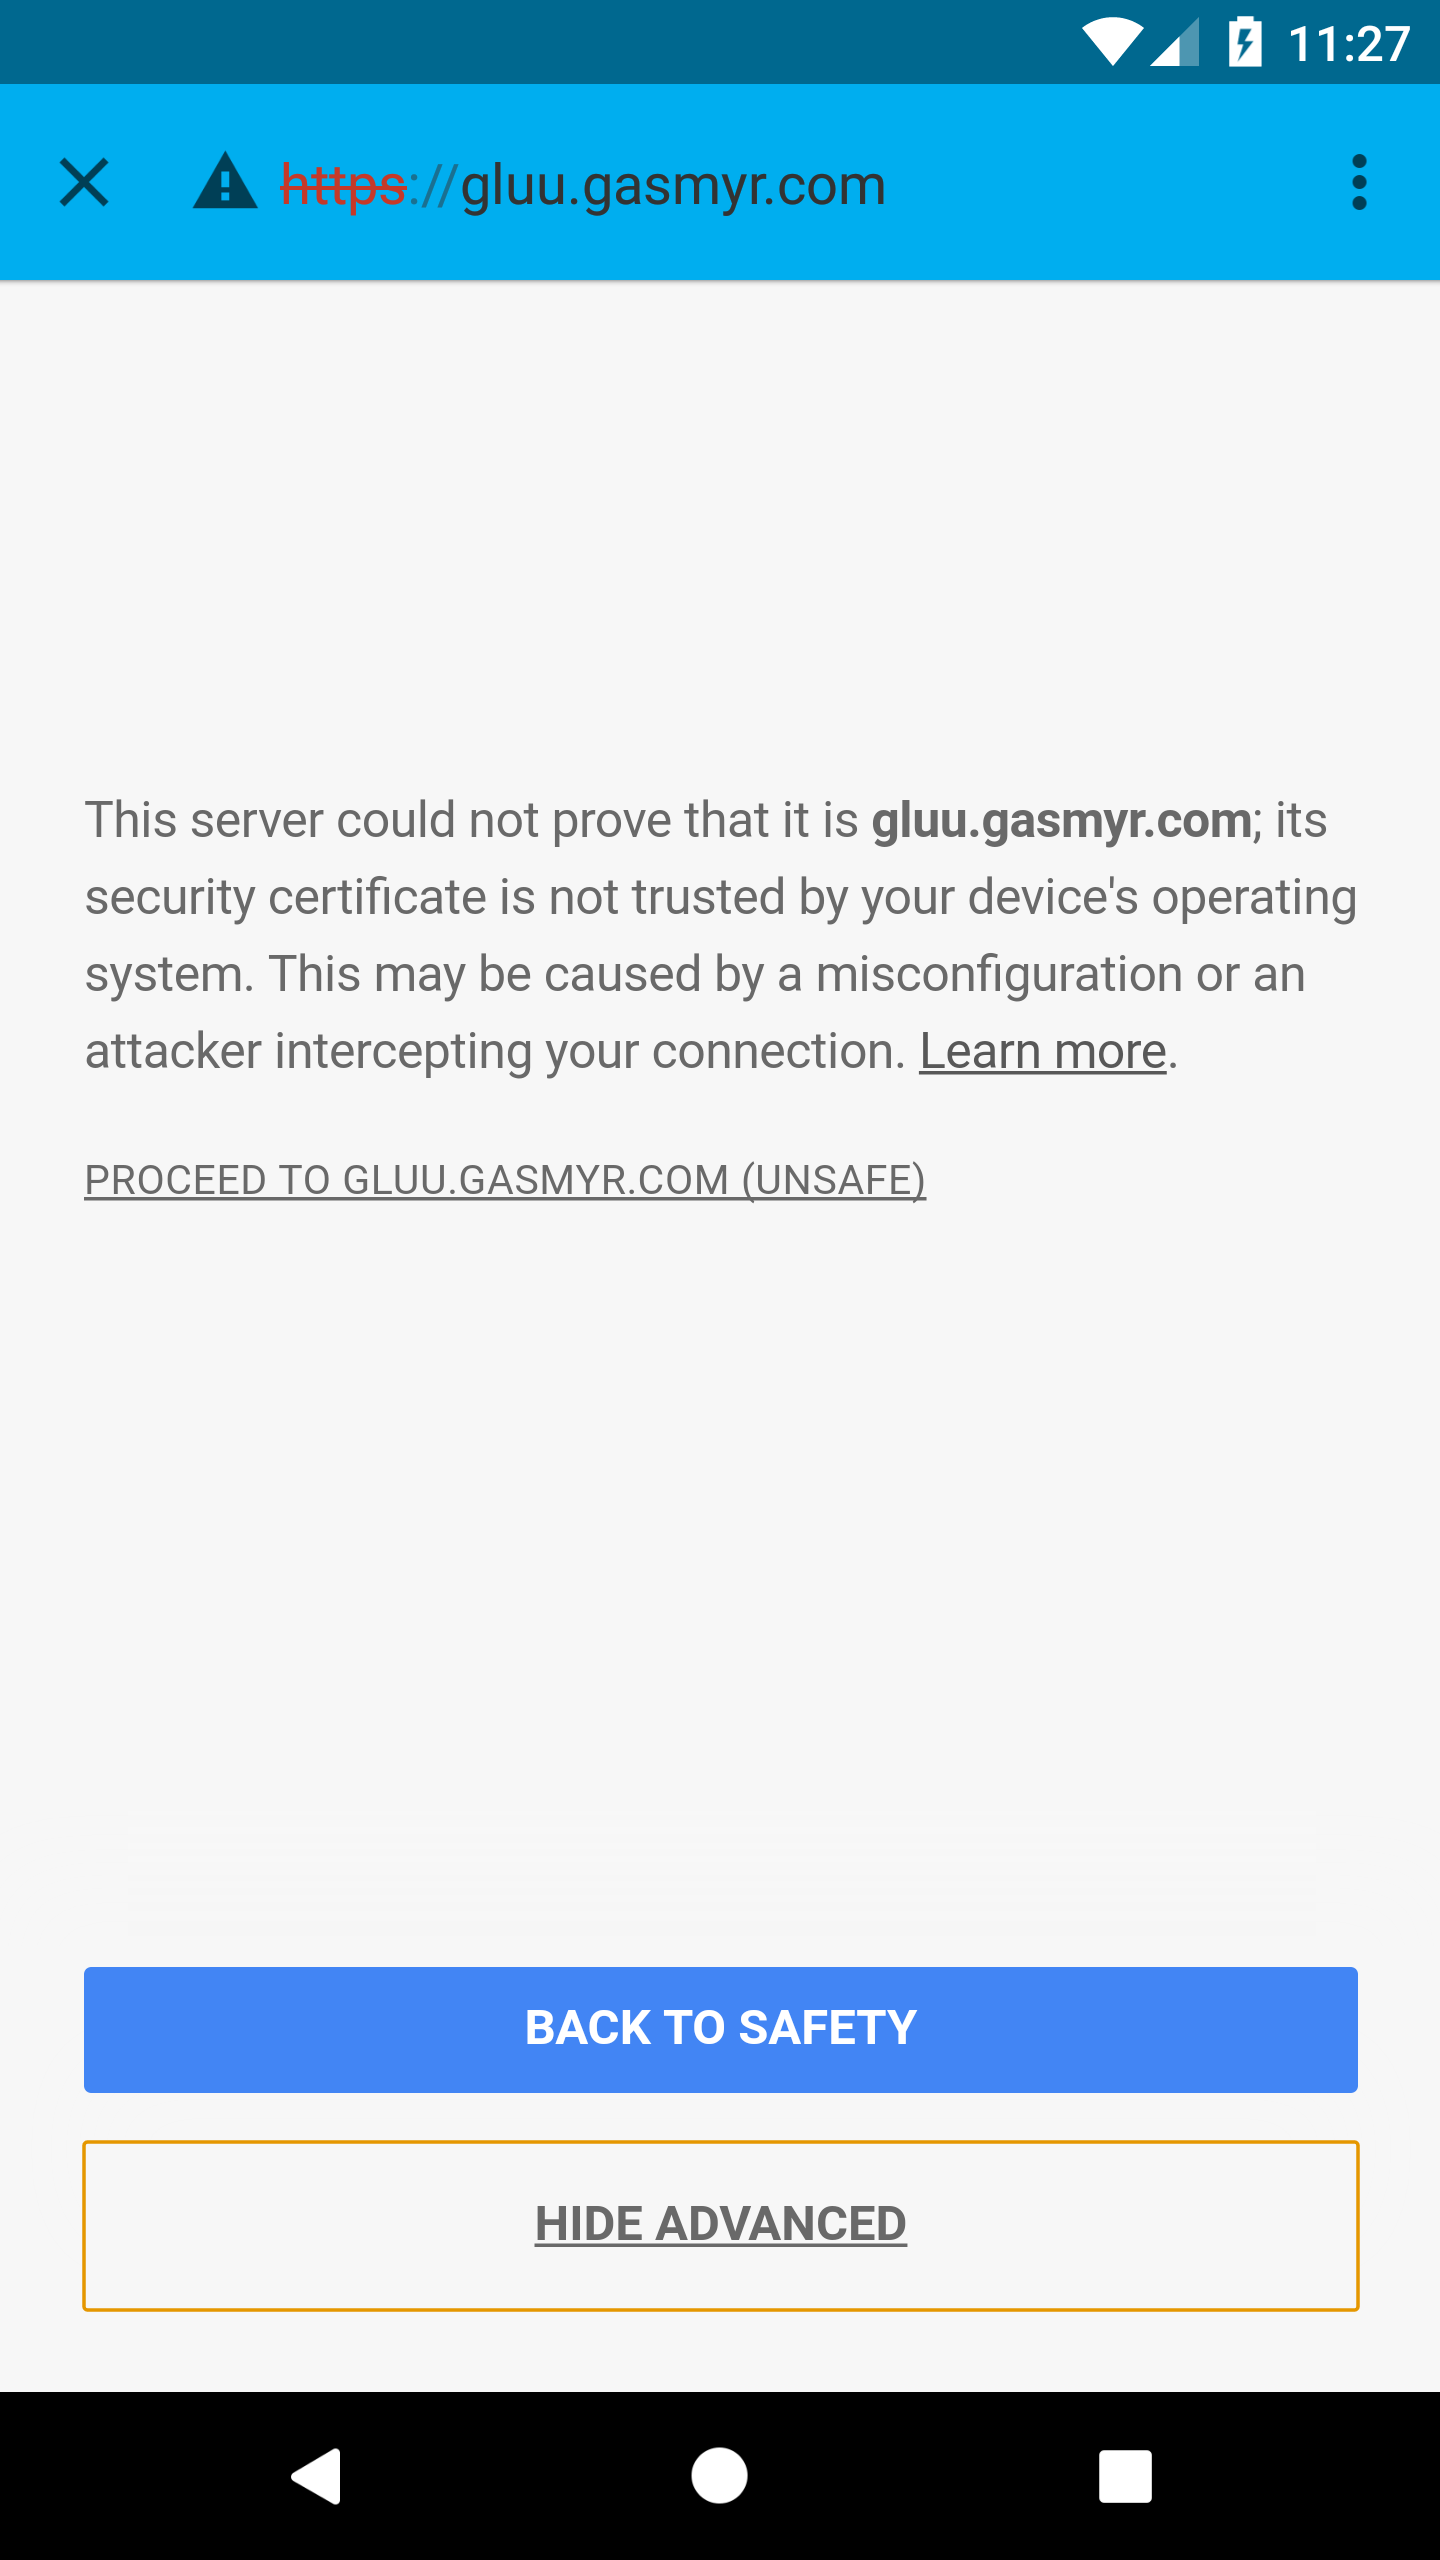 11:27
https://gluu.gasmyr.com
This server could not prove that it is gluu.gasmyr.com; its
security certificate is not trusted by your device's operating
system. This may be caused by a misconfiguration or an
attacker intercepting your connection. Learn more.
PROCEED TO GLUU.GASMYR.COM (UNSAFE)
BACK TO SAFETY
HIDE ADVANCED